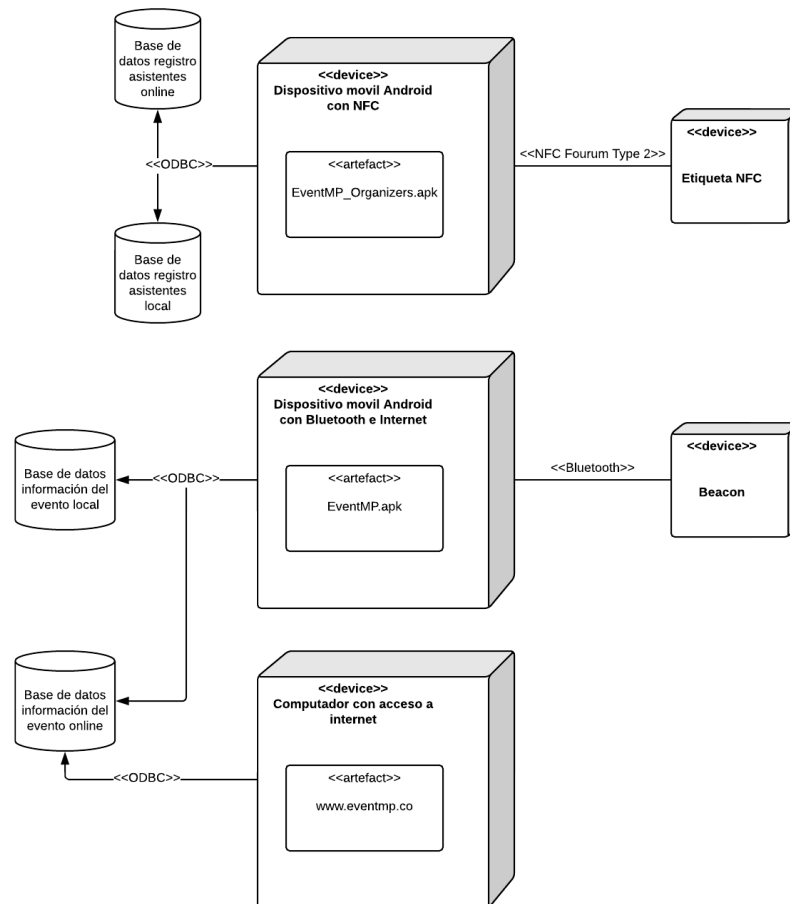 Base de
datos registro
asistentes
online
<<device>>
Dispositivo movil Android
con NFC
<<ODBC>>
<<artefact>>
EventMP_Organizers.apk
<<NFC Fourum Type 2>>
<<device>>
Etiqueta NFC
Base de
datos registro
asistentes
local
<<device>>
Dispositivo movil Android
con Bluetooth e Internet
Base de datos
información del
evento local
<<ODBC>>
<<artefact>>
EventMP.apk
<<Bluetooth>>
<<device>>
Beacon
Base de datos
información del
evento online
<<device>>
Computador con acceso a
internet
<<ODBC>>
<<artefact>>
www.eventmp.co